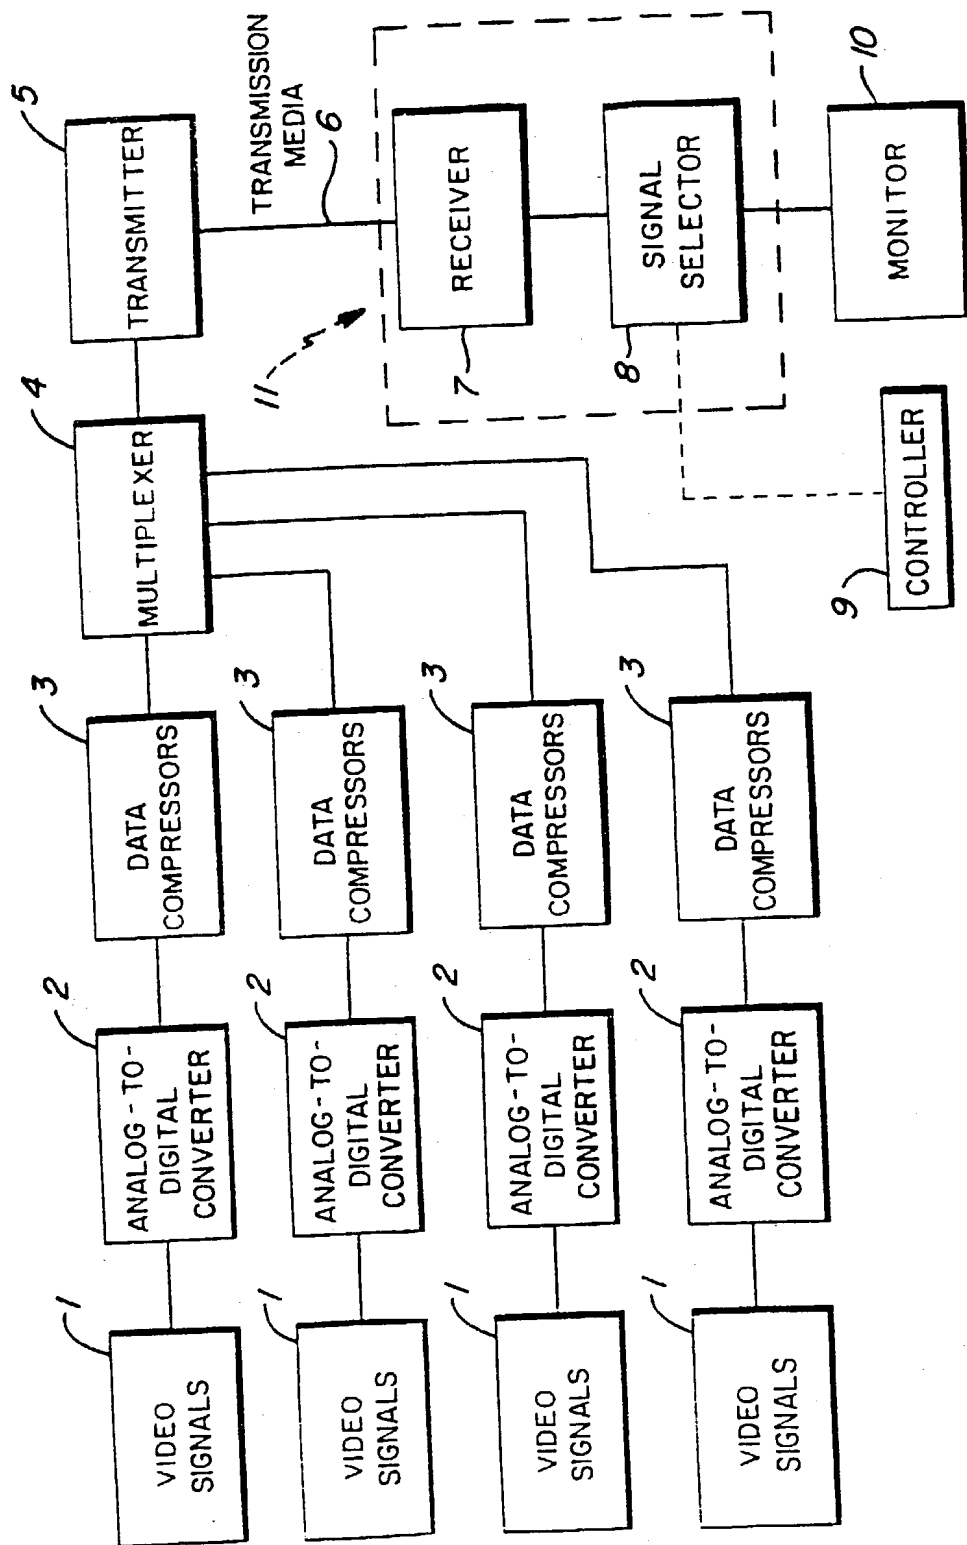 1
VIDEO
SIGNALS
2
ANALOG-TO-
DIGITAL
CONVERTER
3
DATA
COMPRESSORS
4
MULTIPLEXER
5
TRANSMITTER
1
VIDEO
SIGNALS
2
ANALOG-TO-
DIGITAL
CONVERTER
3
DATA
COMPRESSORS
TRANSMISSION
MEDIA
6
1
VIDEO
SIGNALS
2
ANALOG-TO-
DIGITAL
CONVERTER
3
DATA
COMPRESSORS
11
7
RECEIVER
1
VIDEO
SIGNALS
2
ANALOG-TO-
DIGITAL
CONVERTER
3
DATA
COMPRESSORS
8
SIGNAL
SELECTOR
9
CONTROLLER
10
MONITOR